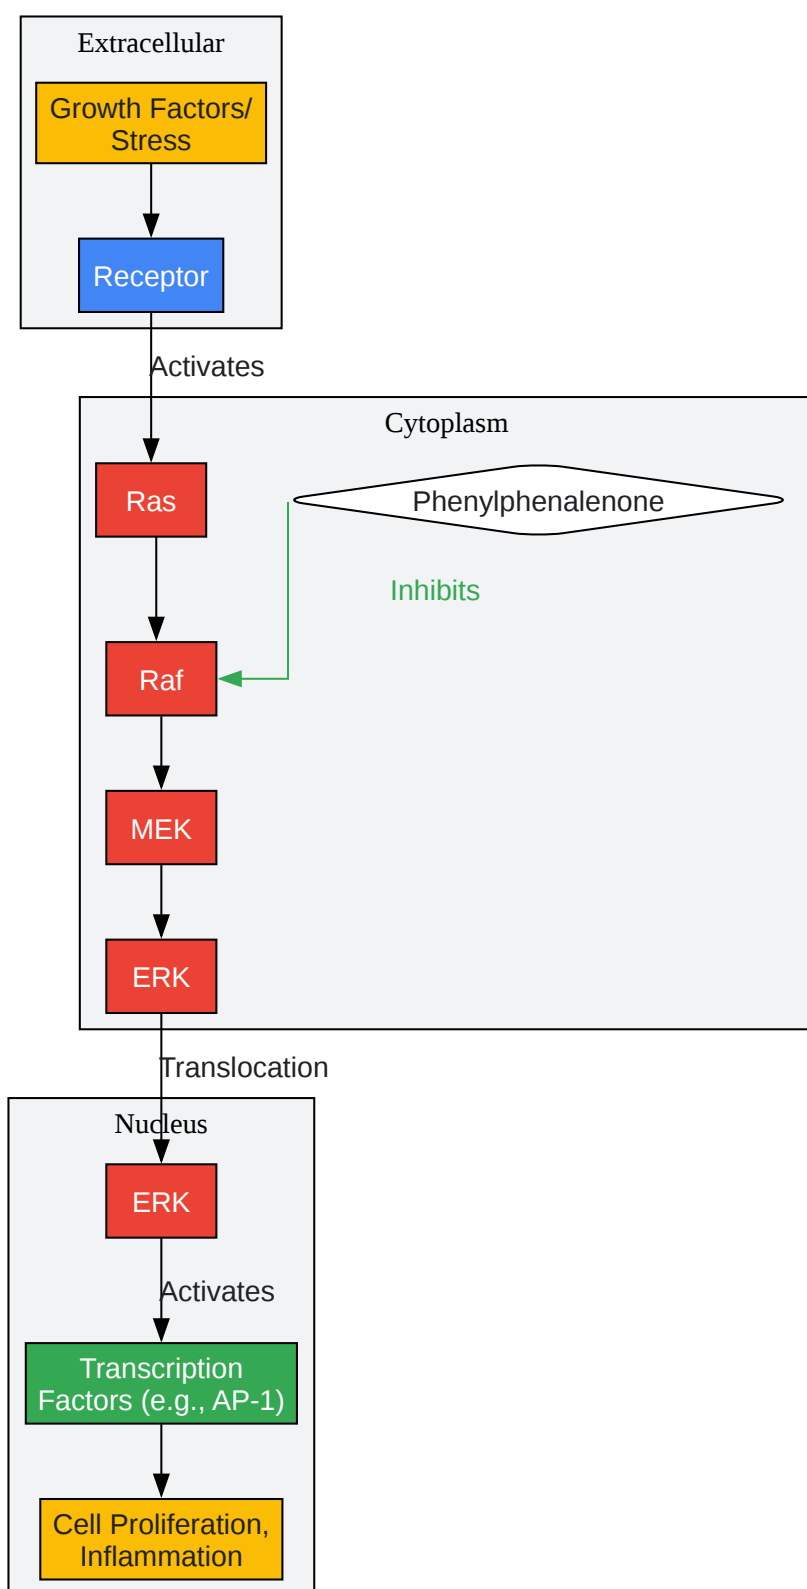 Extracellular
Growth Factors/
Stress
Receptor
Activates
Cytoplasm
Ras
Phenylphenalenone
Inhibits
Raf
MEK
ERK
Translocation
Nucleus
ERK
Activates
Transcription
Factors (e.g., AP-1)
Cell Proliferation,
Inflammation